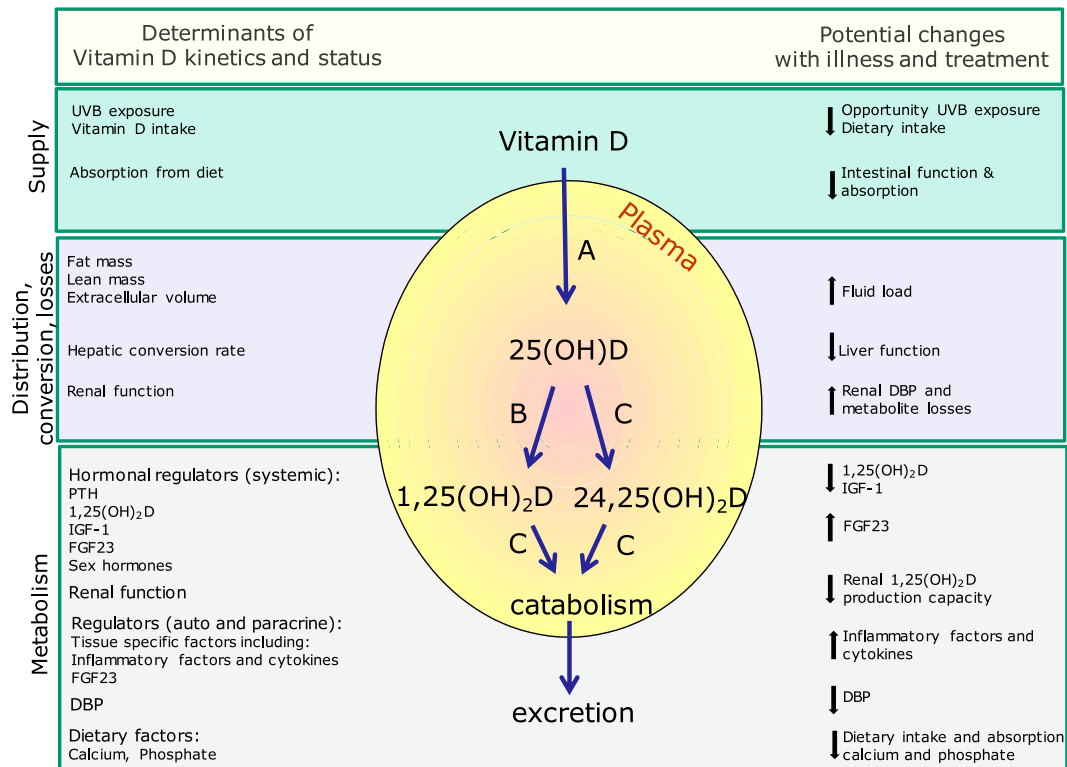 Determinants of
Vitamin D kinetics and status
Potential changes
with illness and treatment
Supply
UVB exposure
Vitamin D intake
Absorption from diet
Vitamin D
Opportunity UVB exposure
Dietary intake
Intestinal function &
absorption
Plasma
Distribution,
conversion, losses
Fat mass
Lean mass
Extracellular volume
Hepatic conversion rate
Renal function
A
25(OH)D
B
C
Fluid load
Liver function
Renal DBP and
metabolite losses
Metabolism
Hormonal regulators (systemic):
PTH
1,25(OH)₂D
IGF-1
FGF23
Sex hormones
Renal function
Regulators (auto and paracrine):
Tissue specific factors including:
Inflammatory factors and cytokines
FGF23
DBP
Dietary factors:
Calcium, Phosphate
1,25(OH)₂D
24,25(OH)₂D
C
C
catabolism
excretion
1,25(OH)₂D
IGF-1
FGF23
Renal 1,25(OH)₂D
production capacity
Inflammatory factors and
cytokines
DBP
Dietary intake and absorption
calcium and phosphate